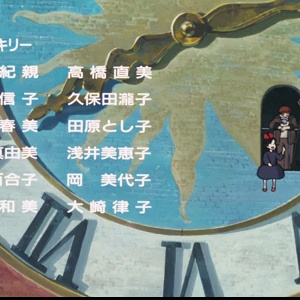 キリー
紀親 高橋直美
信子 久保田瀧子
春美 田原とし子
真由美 浅井美恵子
百合子 岡 美代子
和美 大崎律子